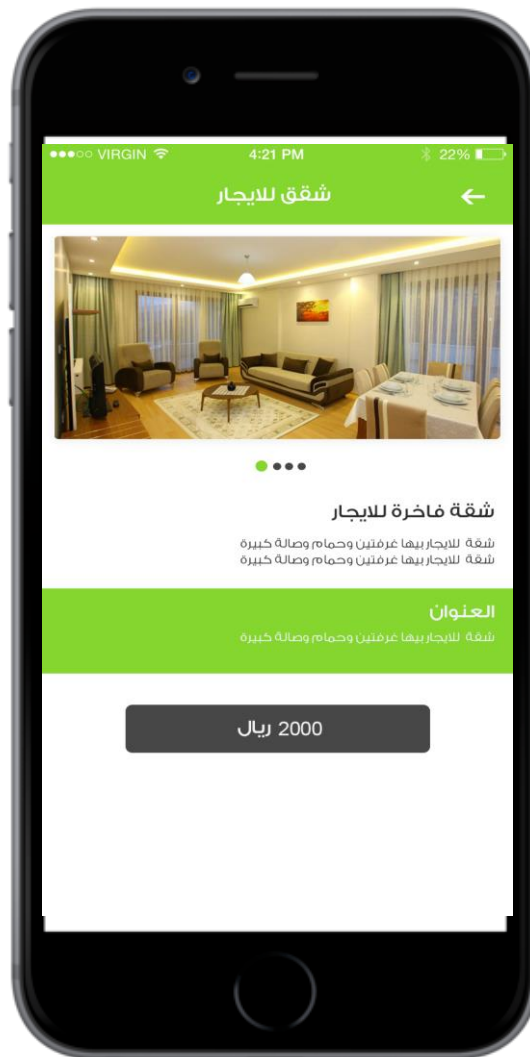 VIRGIN 4:21 PM 22%
شقق للايجار
شقة فاخرة للايجار
شقة للايجار بيها غرفتين وحمام وصالة كبيرة
شقة للايجار بيها غرفتين وحمام وصالة كبيرة
العنوان
شقة للايجار بيها غرفتين وحمام وصالة كبيرة
2000 ريال